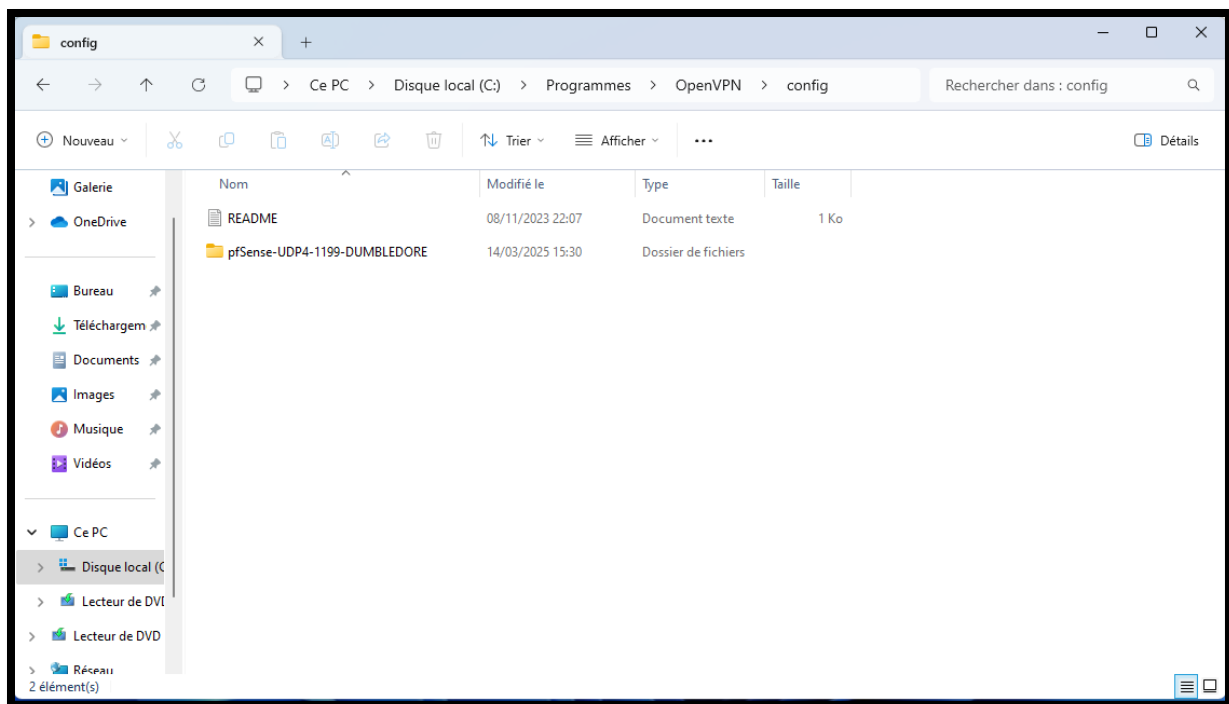 config
Ce PC > Disque local (C:) > Programmes > OpenVPN > config
Rechercher dans : config
Nouveau
Trier
Afficher
Détails
Galerie
OneDrive
Bureau
Téléchargem
Documents
Images
Musique
Vidéos
Ce PC
Disque local (C
Lecteur de DVD
Lecteur de DVD
Réseau
Nom Modifié le Type Taille
README 08/11/2023 22:07 Document texte 1 Ko
pfSense-UDP4-1199-DUMBLEDORE 14/03/2025 15:30 Dossier de fichiers
2 élément(s)